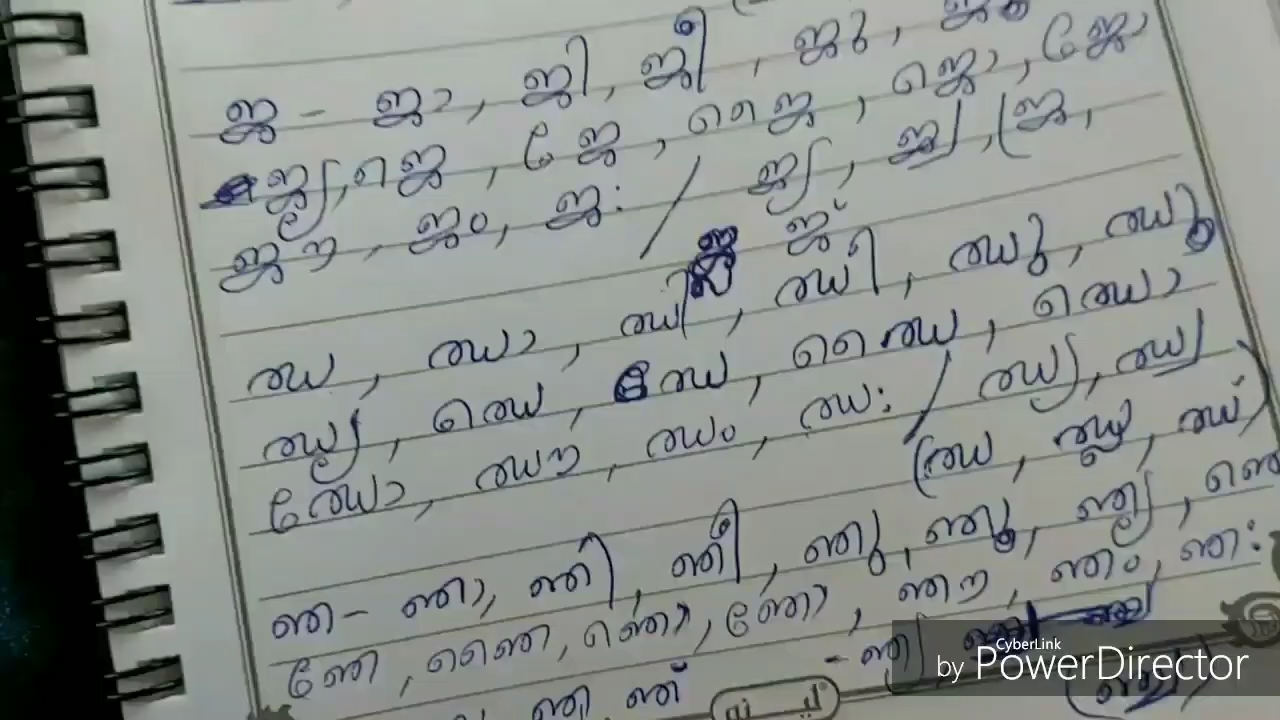 ജ - ജാ, ജി, ജീ, ജു, ജൂ
ജൃ, ജെ, ജേ, ജൈ, ജൊ, ജോ
ജൗ, ജം, ജഃ / ജ്യ, ജ്വ, ജ്ര,
ജ്
ഝ, ഝാ, ഝി, ഝീ, ഝു, ഝൂ
ഝൃ, ഝെ, ഝേ, ഝൈ, ഝൊ
ഝോ, ഝൗ, ഝം, ഝഃ / ഝ്യ, ഝ്വ
(ഝ്ര, ഝ്ല, ഝ്)
ഞ - ഞാ, ഞി, ഞീ, ഞു, ഞൂ, ഞൃ, ഞെ
ഞേ, ഞൈ, ഞൊ, ഞോ, ഞൗ, ഞം, ഞഃ
ഞ്
CyberLink
by PowerDirector